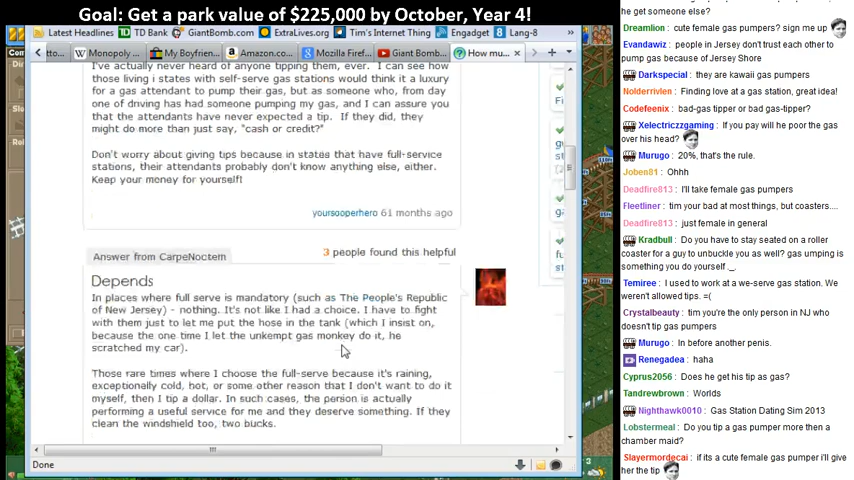 Goal: Get a park value of $225,000 by October, Year 4!
Latest Headlines TD Bank GiantBomb.com ExtraLives.org Tim's Internet Thing Engadget Lang-8
Monopoly ... My Boyfrien... Amazon.co... Mozilla Firef... Giant Bomb... How mu...
I've actually never heard of anyone tipping them, ever. I can see how
those living i states with self-serve gas stations would think it a luxury
for a gas attendant to pump their gas, but as someone who, from day
one of driving has had someone pumping my gas, and I can assure you
that the attendants have never expected a tip. If they did, they
might do more than just say, "cash or credit?"
Don't worry about giving tips because in states that have full-service
stations, their attendants probably don't know anything else, either.
Keep your money for yourself!
yoursooperhero 61 months ago
3 people found this helpful
Answer from CarpeNoctem
Depends
In places where full serve is mandatory (such as The People's Republic
of New Jersey) - nothing. It's not like I had a choice. I have to fight
with them just to let me put the hose in the tank (which I insist on,
because the one time I let the unkempt gas monkey do it, he
scratched my car).
Those rare times where I choose the full-serve because it's raining,
exceptionally cold, hot, or some other reason that I don't want to do it
myself, then I tip a dollar. In such cases, the person is actually
performing a useful service for me and they deserve something. If they
clean the windshield too, two bucks.
Done
he get someone else?
Dreamlion : cute female gas pumpers? sign me up
Evandawiz : people in Jersey don't trust each other to
pump gas because of Jersey Shore
Darkspecial : they are kawaii gas pumpers
Nolderrivlen : Finding love at a gas station, great idea!
Codefeenix : bad-gas tipper or bad gas-tipper?
Xelectriczzgaming : If you pay will he poor the gas
over his head?
Murugo : 20%, that's the rule.
Joben81 : Ohhh
Deadfire813 : I'll take female gas pumpers
Fleetliner : tim your bad at most things, but coasters....
Deadfire813 : just female in general
Kradbull : Do you have to stay seated on a roller
coaster for a guy to unbuckle you as well? gas umping is
something you do yourself ._.
Temiree : I used to work at a we-serve gas station. We
weren't allowed tips. =(
Crystalbeauty : tim you're the only person in NJ who
doesn't tip gas pumpers
Murugo : In before another penis.
Renegadea : haha
Cyprus2056 : Does he get his tip as gas?
Tandrewbrown : Worlds
Nighthawk0010 : Gas Station Dating Sim 2013
Lobstermeal : Do you tip a gas pumper more then a
chamber maid?
Slayermordecai : if its a cute female gas pumper i'll give
her the tip